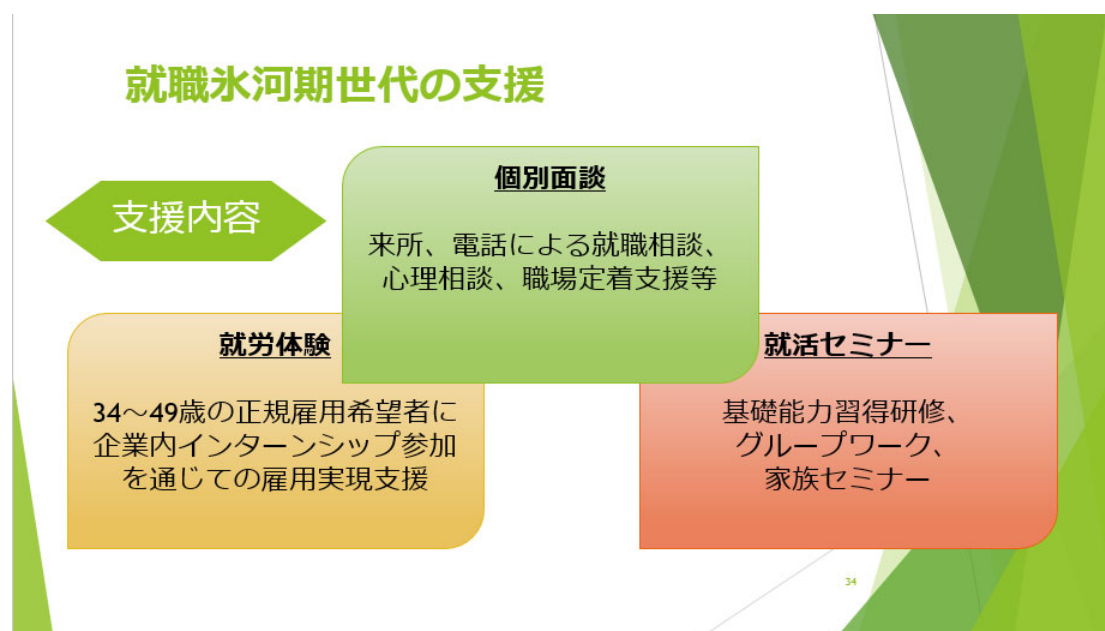 就職氷河期世代の支援
支援内容
個別面談
来所、電話による就職相談、
心理相談、職場定着支援等
就労体験
34～49歳の正規雇用希望者に
企業内インターンシップ参加
を通じての雇用実現支援
就活セミナー
基礎能力習得研修、
グループワーク、
家族セミナー
34